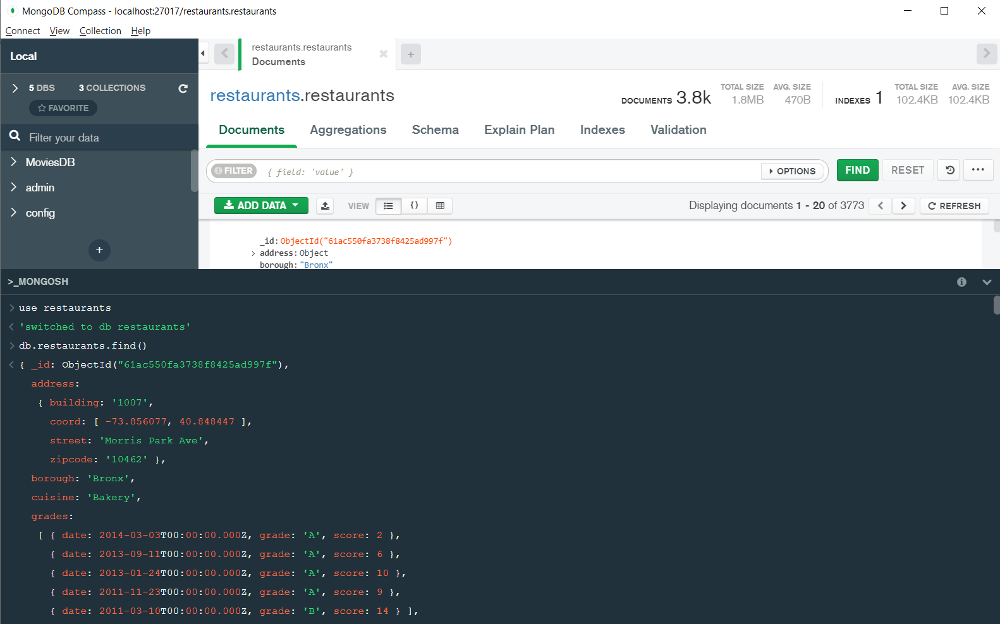 MongoDB Compass - localhost:27017/restaurants.restaurants
Connect View Collection Help
Local
5 DBS 3 COLLECTIONS
FAVORITE
Filter your data
MoviesDB
admin
config
+
restaurants.restaurants
Documents
+
restaurants.restaurants
DOCUMENTS 3.8k TOTAL SIZE 1.8MB AVG. SIZE 470B INDEXES 1 TOTAL SIZE 102.4KB AVG. SIZE 102.4KB
Documents Aggregations Schema Explain Plan Indexes Validation
FILTER { field: 'value' } OPTIONS FIND RESET ...
ADD DATA VIEW {} Displaying documents 1 - 20 of 3773 REFRESH
_id: ObjectId("61ac550fa3738f8425ad997f")
> address: Object
borough: "Bronx"
>_MONGOSH
> use restaurants
< 'switched to db restaurants'
> db.restaurants.find()
< { _id: ObjectId("61ac550fa3738f8425ad997f"),
address:
{ building: '1007',
coord: [ -73.856077, 40.848447 ],
street: 'Morris Park Ave',
zipcode: '10462' },
borough: 'Bronx',
cuisine: 'Bakery',
grades:
[ { date: 2014-03-03T00:00:00.000Z, grade: 'A', score: 2 },
{ date: 2013-09-11T00:00:00.000Z, grade: 'A', score: 6 },
{ date: 2013-01-24T00:00:00.000Z, grade: 'A', score: 10 },
{ date: 2011-11-23T00:00:00.000Z, grade: 'A', score: 9 },
{ date: 2011-03-10T00:00:00.000Z, grade: 'B', score: 14 } ],